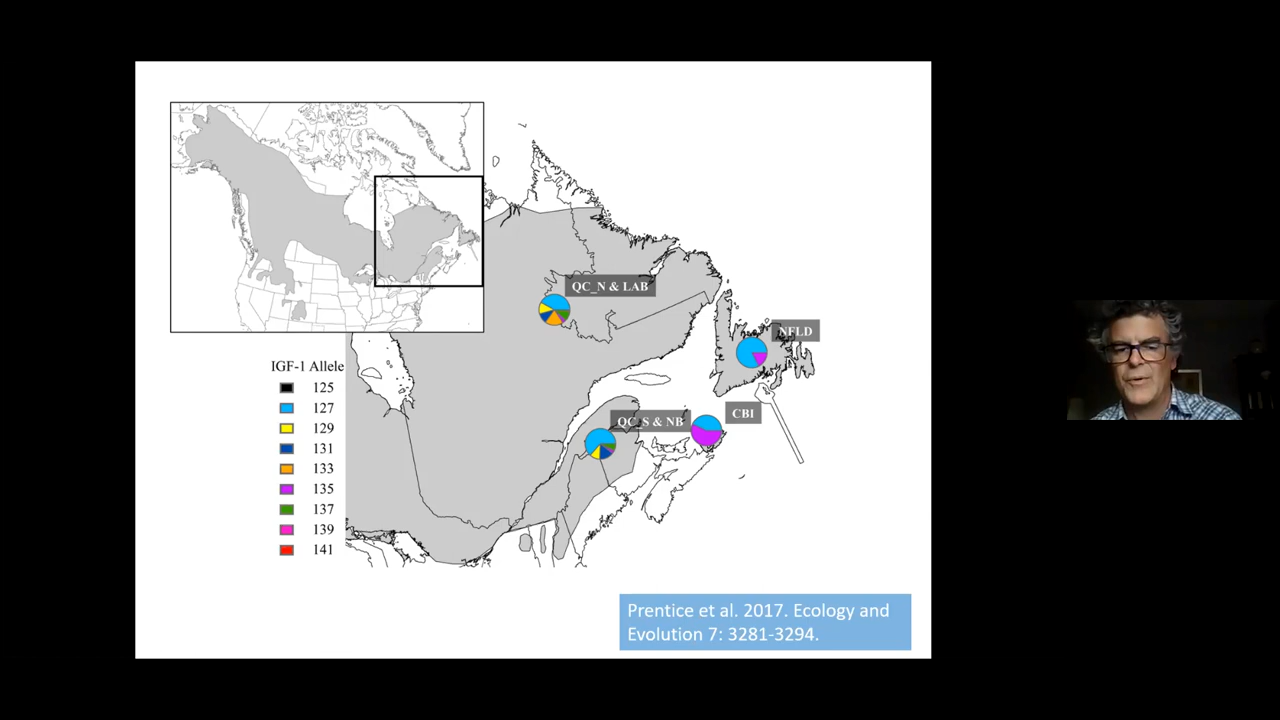 QC_N & LAB
NFLD
IGF-1 Allele
125
127
129
131
133
135
137
139
141
CBI
QC_S & NB
Prentice et al. 2017. Ecology and
Evolution 7: 3281-3294.